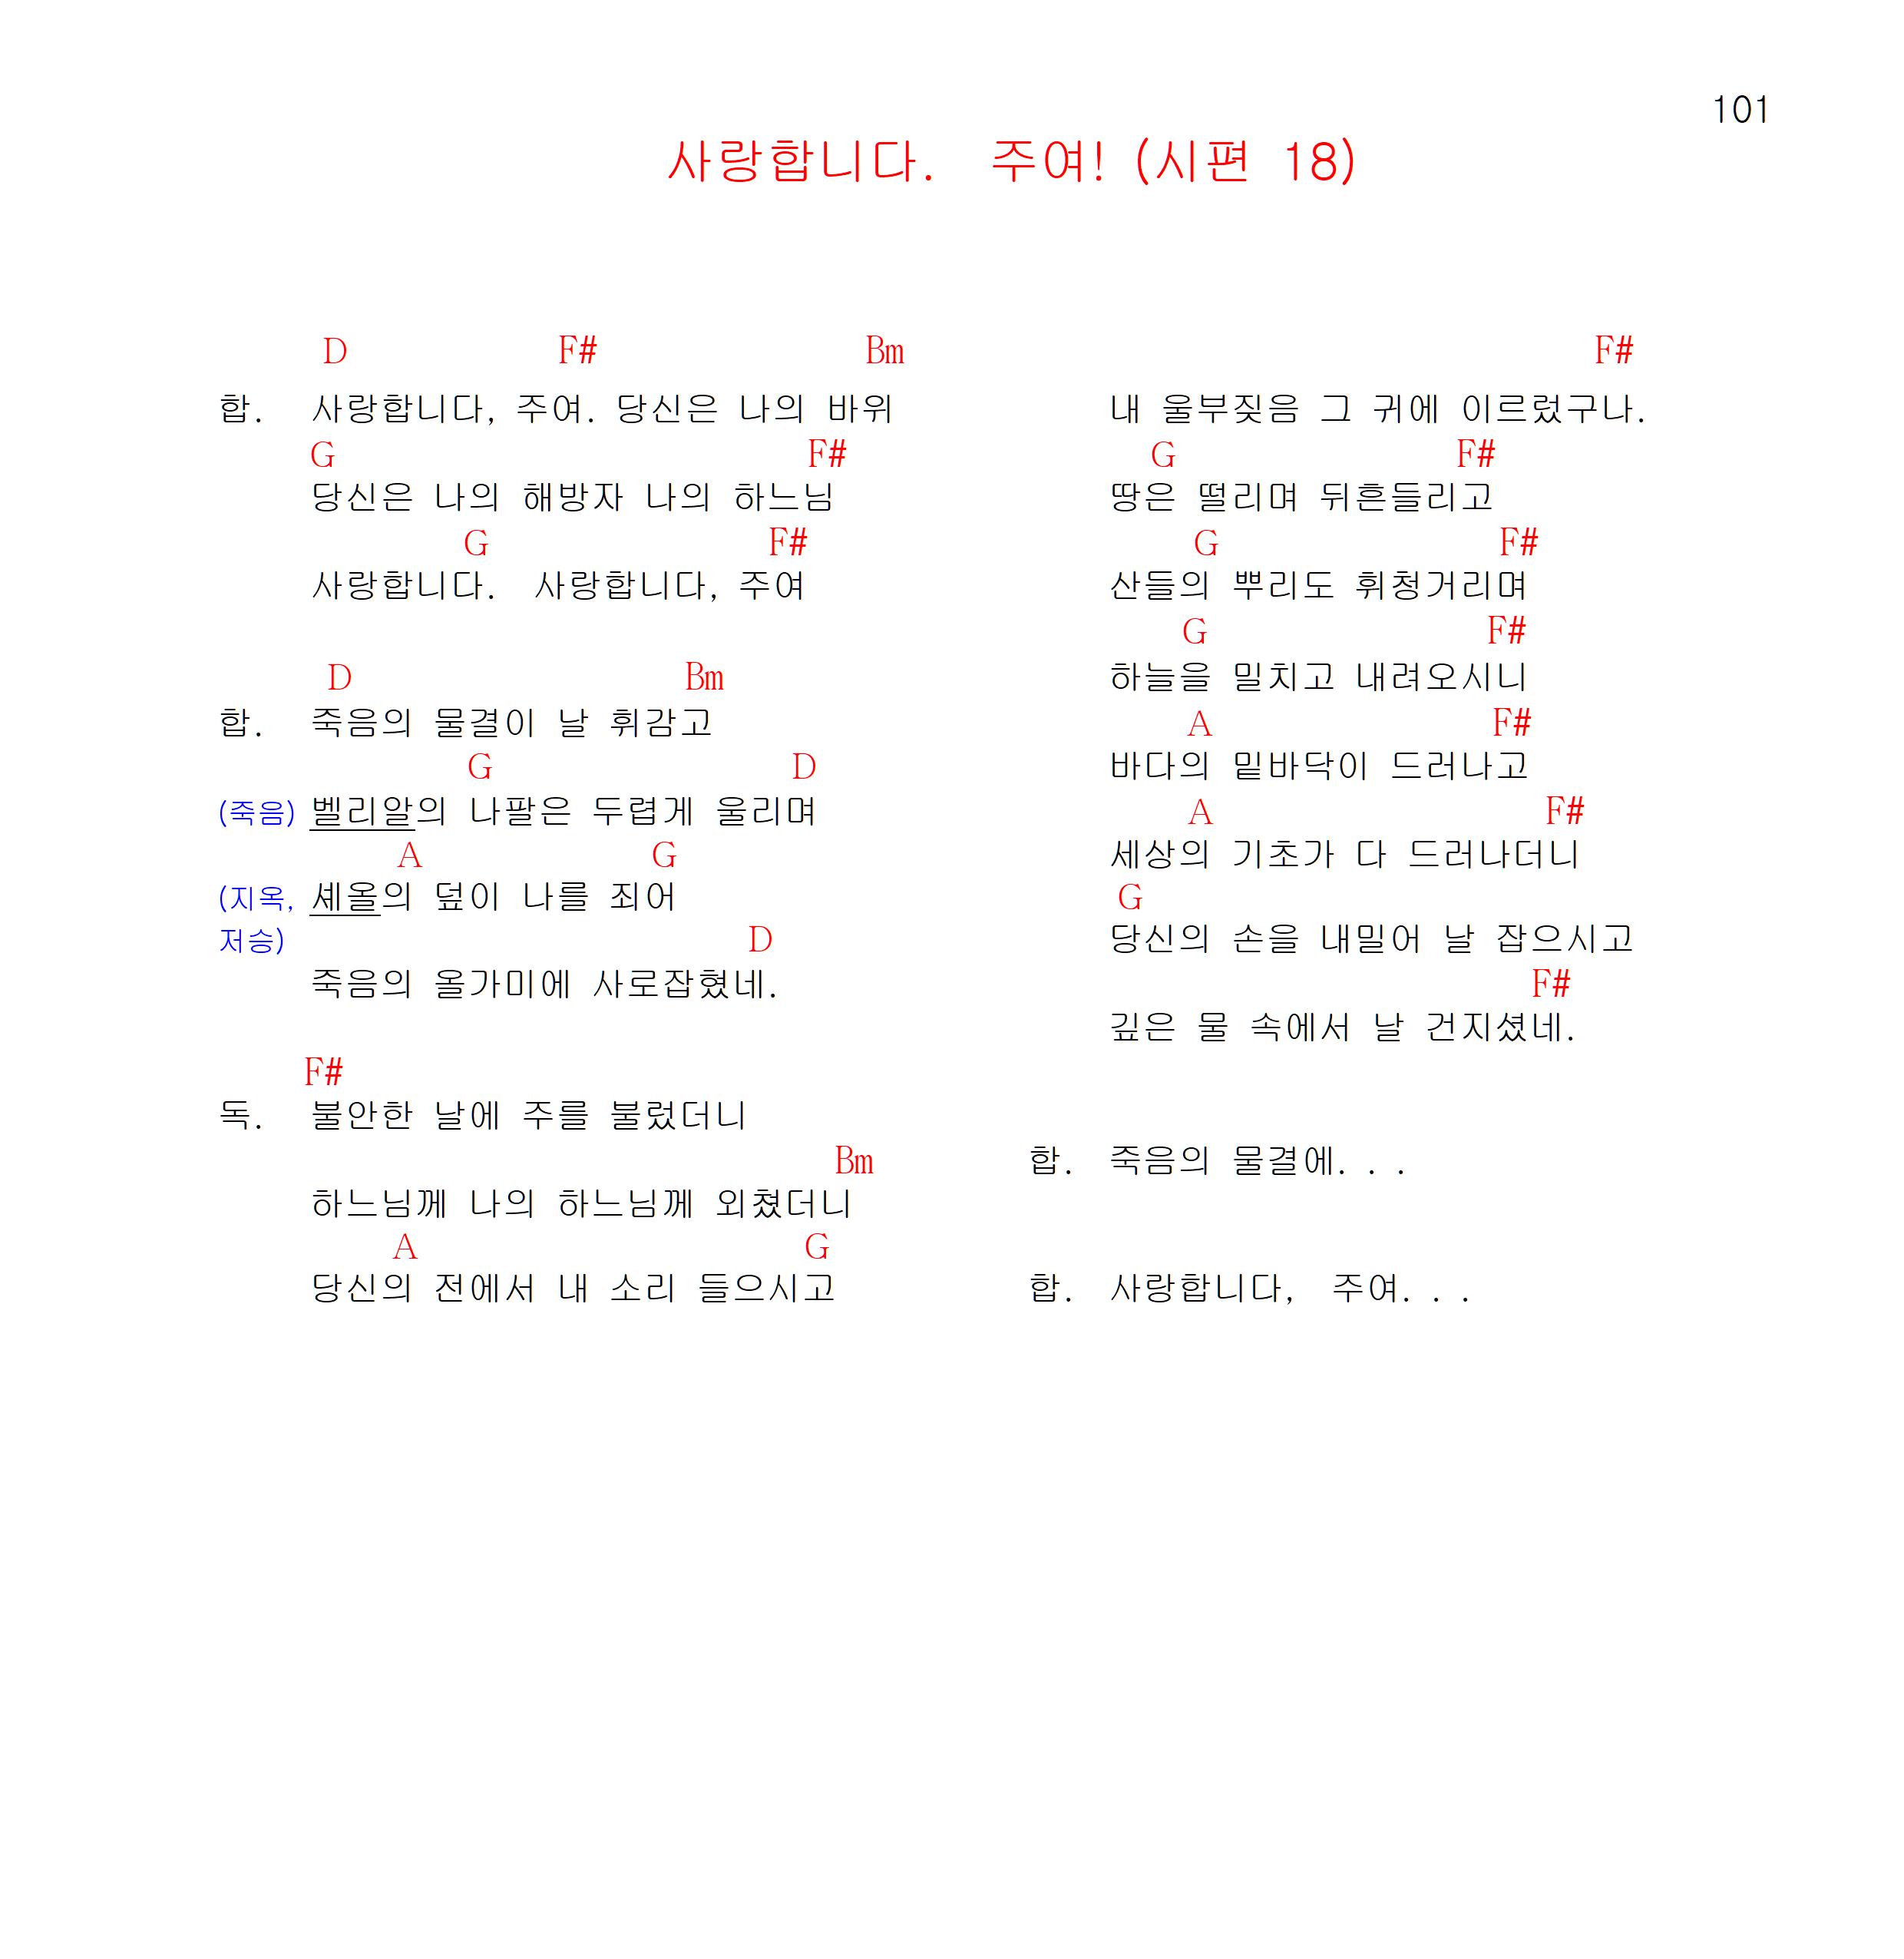 101
사랑합니다. 주여! (시편 18)
D F# Bm
합. 사랑합니다, 주여. 당신은 나의 바위
G F#
당신은 나의 해방자 나의 하느님
G F#
사랑합니다. 사랑합니다, 주여
D Bm
합. 죽음의 물결이 날 휘감고
G D
(죽음) 벨리알의 나팔은 두렵게 울리며
A G
(지옥, 셰올의 덮이 나를 죄어
저승) D
죽음의 올가미에 사로잡혔네.
F#
독. 불안한 날에 주를 불렀더니
Bm
하느님께 나의 하느님께 외쳤더니
A G
당신의 전에서 내 소리 들으시고
F#
내 울부짖음 그 귀에 이르렀구나.
G F#
땅은 떨리며 뒤흔들리고
G F#
산들의 뿌리도 휘청거리며
G F#
하늘을 밀치고 내려오시니
A F#
바다의 밑바닥이 드러나고
A F#
세상의 기초가 다 드러나더니
G
당신의 손을 내밀어 날 잡으시고
F#
깊은 물 속에서 날 건지셨네.
합. 죽음의 물결에. . .
합. 사랑합니다, 주여. . .